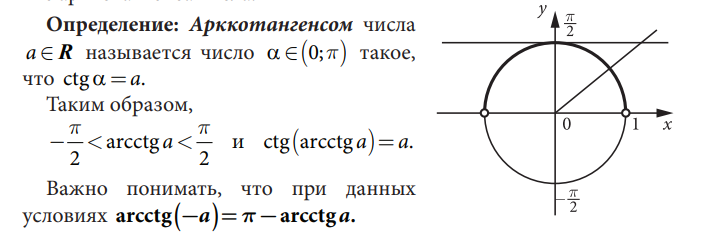 Определение: Арккотангенсом числа
a ∈ R называется число α ∈ (0; π) такое,
что ctg α = a.
Таким образом,
−π/2 < arcctg a < π/2 и ctg(arcctg a) = a.
Важно понимать, что при данных
условиях arcctg(−a) = π − arcctg a.
y
π/2
0
1
x
−π/2